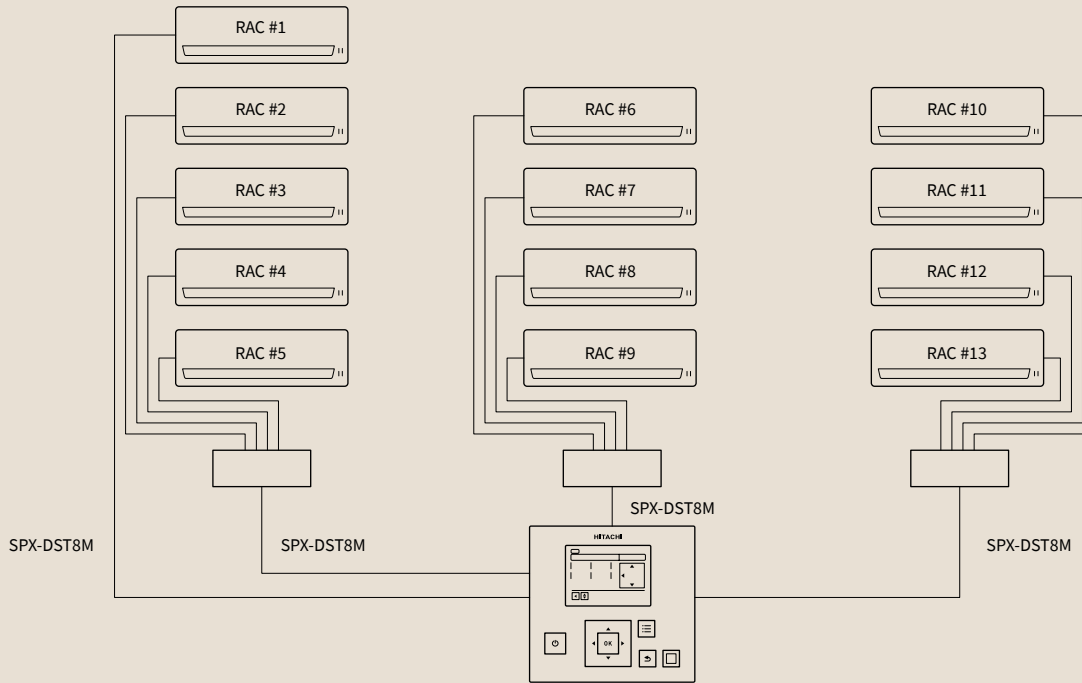 RAC #1
RAC #2
RAC #3
RAC #4
RAC #5
RAC #6
RAC #7
RAC #8
RAC #9
RAC #10
RAC #11
RAC #12
RAC #13
SPX-DST8M
SPX-DST8M
SPX-DST8M
SPX-DST8M
HITACHI
OK